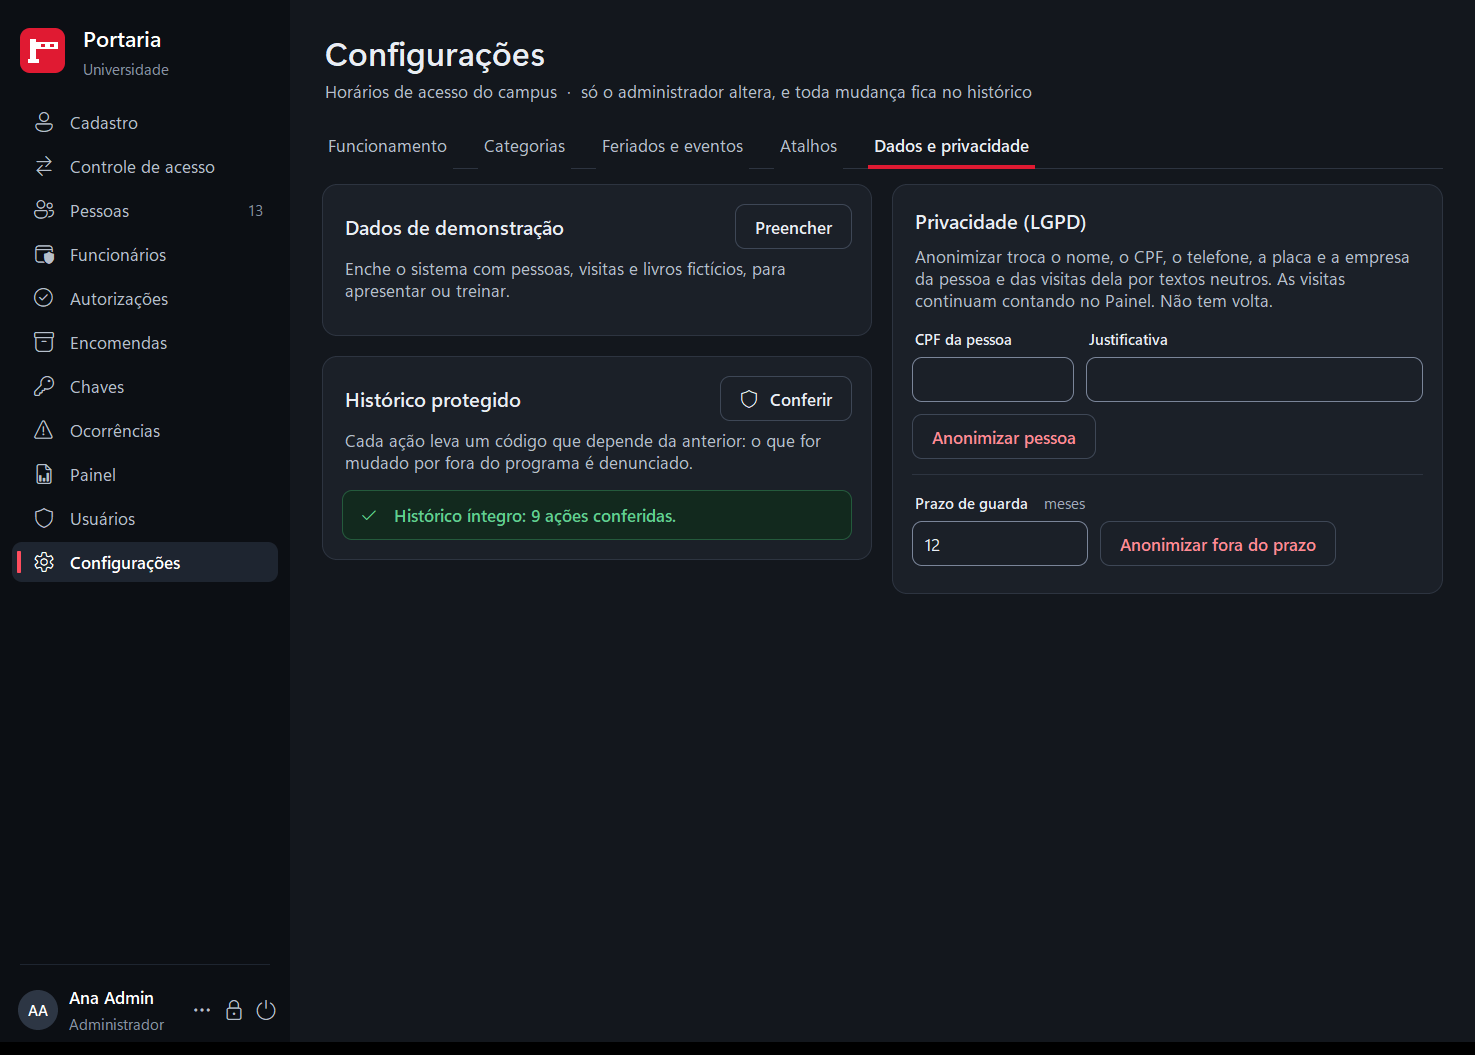 Portaria
Universidade
Cadastro
Controle de acesso
Pessoas 13
Funcionários
Autorizações
Encomendas
Chaves
Ocorrências
Painel
Usuários
Configurações
AA
Ana Admin
Administrador
Configurações
Horários de acesso do campus · só o administrador altera, e toda mudança fica no histórico
Funcionamento Categorias Feriados e eventos Atalhos Dados e privacidade
Dados de demonstração
Preencher
Enche o sistema com pessoas, visitas e livros fictícios, para
apresentar ou treinar.
Histórico protegido
Conferir
Cada ação leva um código que depende da anterior: o que for
mudado por fora do programa é denunciado.
Histórico íntegro: 9 ações conferidas.
Privacidade (LGPD)
Anonimizar troca o nome, o CPF, o telefone, a placa e a empresa
da pessoa e das visitas dela por textos neutros. As visitas
continuam contando no Painel. Não tem volta.
CPF da pessoa Justificativa
Anonimizar pessoa
Prazo de guarda meses
12 Anonimizar fora do prazo